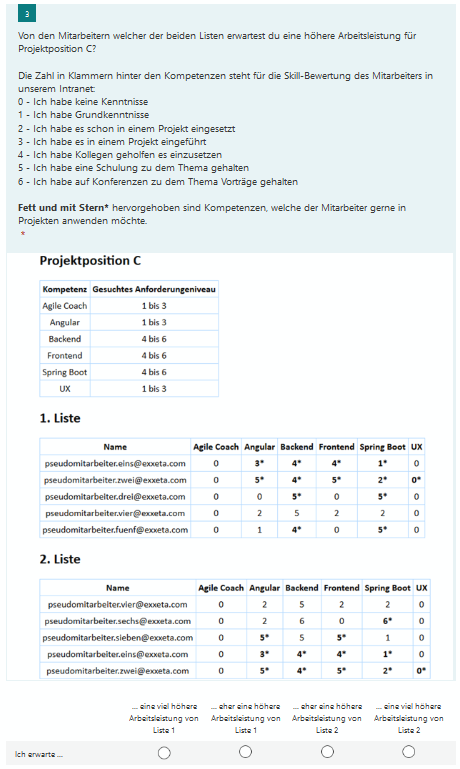 3
Von den Mitarbeitern welcher der beiden Listen erwartest du eine höhere Arbeitsleistung für
Projektposition C?
Die Zahl in Klammern hinter den Kompetenzen steht für die Skill-Bewertung des Mitarbeiters in
unserem Intranet:
0 - Ich habe keine Kenntnisse
1 - Ich habe Grundkenntnisse
2 - Ich habe es schon in einem Projekt eingesetzt
3 - Ich habe es in einem Projekt eingeführt
4 - Ich habe Kollegen geholfen es einzusetzen
5 - Ich habe eine Schulung zu dem Thema gehalten
6 - Ich habe auf Konferenzen zu dem Thema Vorträge gehalten
Fett und mit Stern* hervorgehoben sind Kompetenzen, welche der Mitarbeiter gerne in
Projekten anwenden möchte.
*
Projektposition C
Kompetenz Gesuchtes Anforderungeniveau
Agile Coach 1 bis 3
Angular 1 bis 3
Backend 4 bis 6
Frontend 4 bis 6
Spring Boot 4 bis 6
UX 1 bis 3
1. Liste
Name Agile Coach Angular Backend Frontend Spring Boot UX
pseudomitarbeiter.eins@exxeta.com 0 3* 4* 4* 1* 0
pseudomitarbeiter.zwei@exxeta.com 0 5* 4* 5* 2* 0*
pseudomitarbeiter.drei@exxeta.com 0 0 5* 0 5* 0
pseudomitarbeiter.vier@exxeta.com 0 2 5 2 2 0
pseudomitarbeiter.fuenf@exxeta.com 0 1 4* 0 5* 0
2. Liste
Name Agile Coach Angular Backend Frontend Spring Boot UX
pseudomitarbeiter.vier@exxeta.com 0 2 5 2 2 0
pseudomitarbeiter.sechs@exxeta.com 0 2 6 0 6* 0
pseudomitarbeiter.sieben@exxeta.com 0 5* 5 5* 1 0
pseudomitarbeiter.eins@exxeta.com 0 3* 4* 4* 1* 0
pseudomitarbeiter.zwei@exxeta.com 0 5* 4* 5* 2* 0*
... eine viel höhere ... eher eine höhere ... eher eine höhere ... eine viel höhere
Arbeitsleistung von Arbeitsleistung von Arbeitsleistung von Arbeitsleistung von
Liste 1 Liste 1 Liste 2 Liste 2
Ich erwarte ...